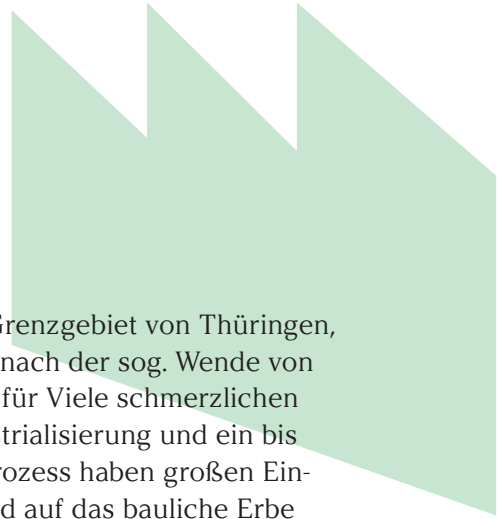 Grenzgebiet von Thüringen,
nach der sog. Wende von
für Viele schmerzlichen
trialisierung und ein bis
rozess haben großen Ein-
d auf das bauliche Erbe